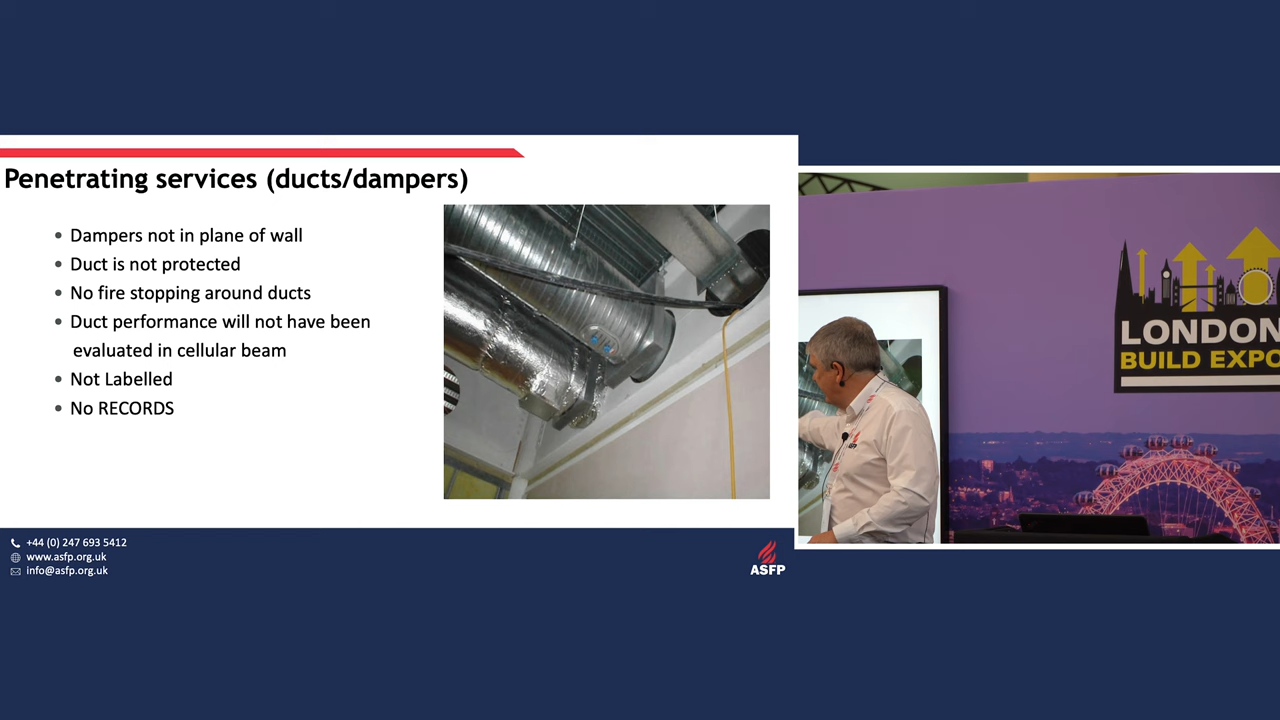 Penetrating services (ducts/dampers)
• Dampers not in plane of wall
• Duct is not protected
• No fire stopping around ducts
• Duct performance will not have been
evaluated in cellular beam
• Not Labelled
• No RECORDS
+44 (0) 247 693 5412
www.asfp.org.uk
info@asfp.org.uk
ASFP
ASFP
LONDON
BUILD EXPO